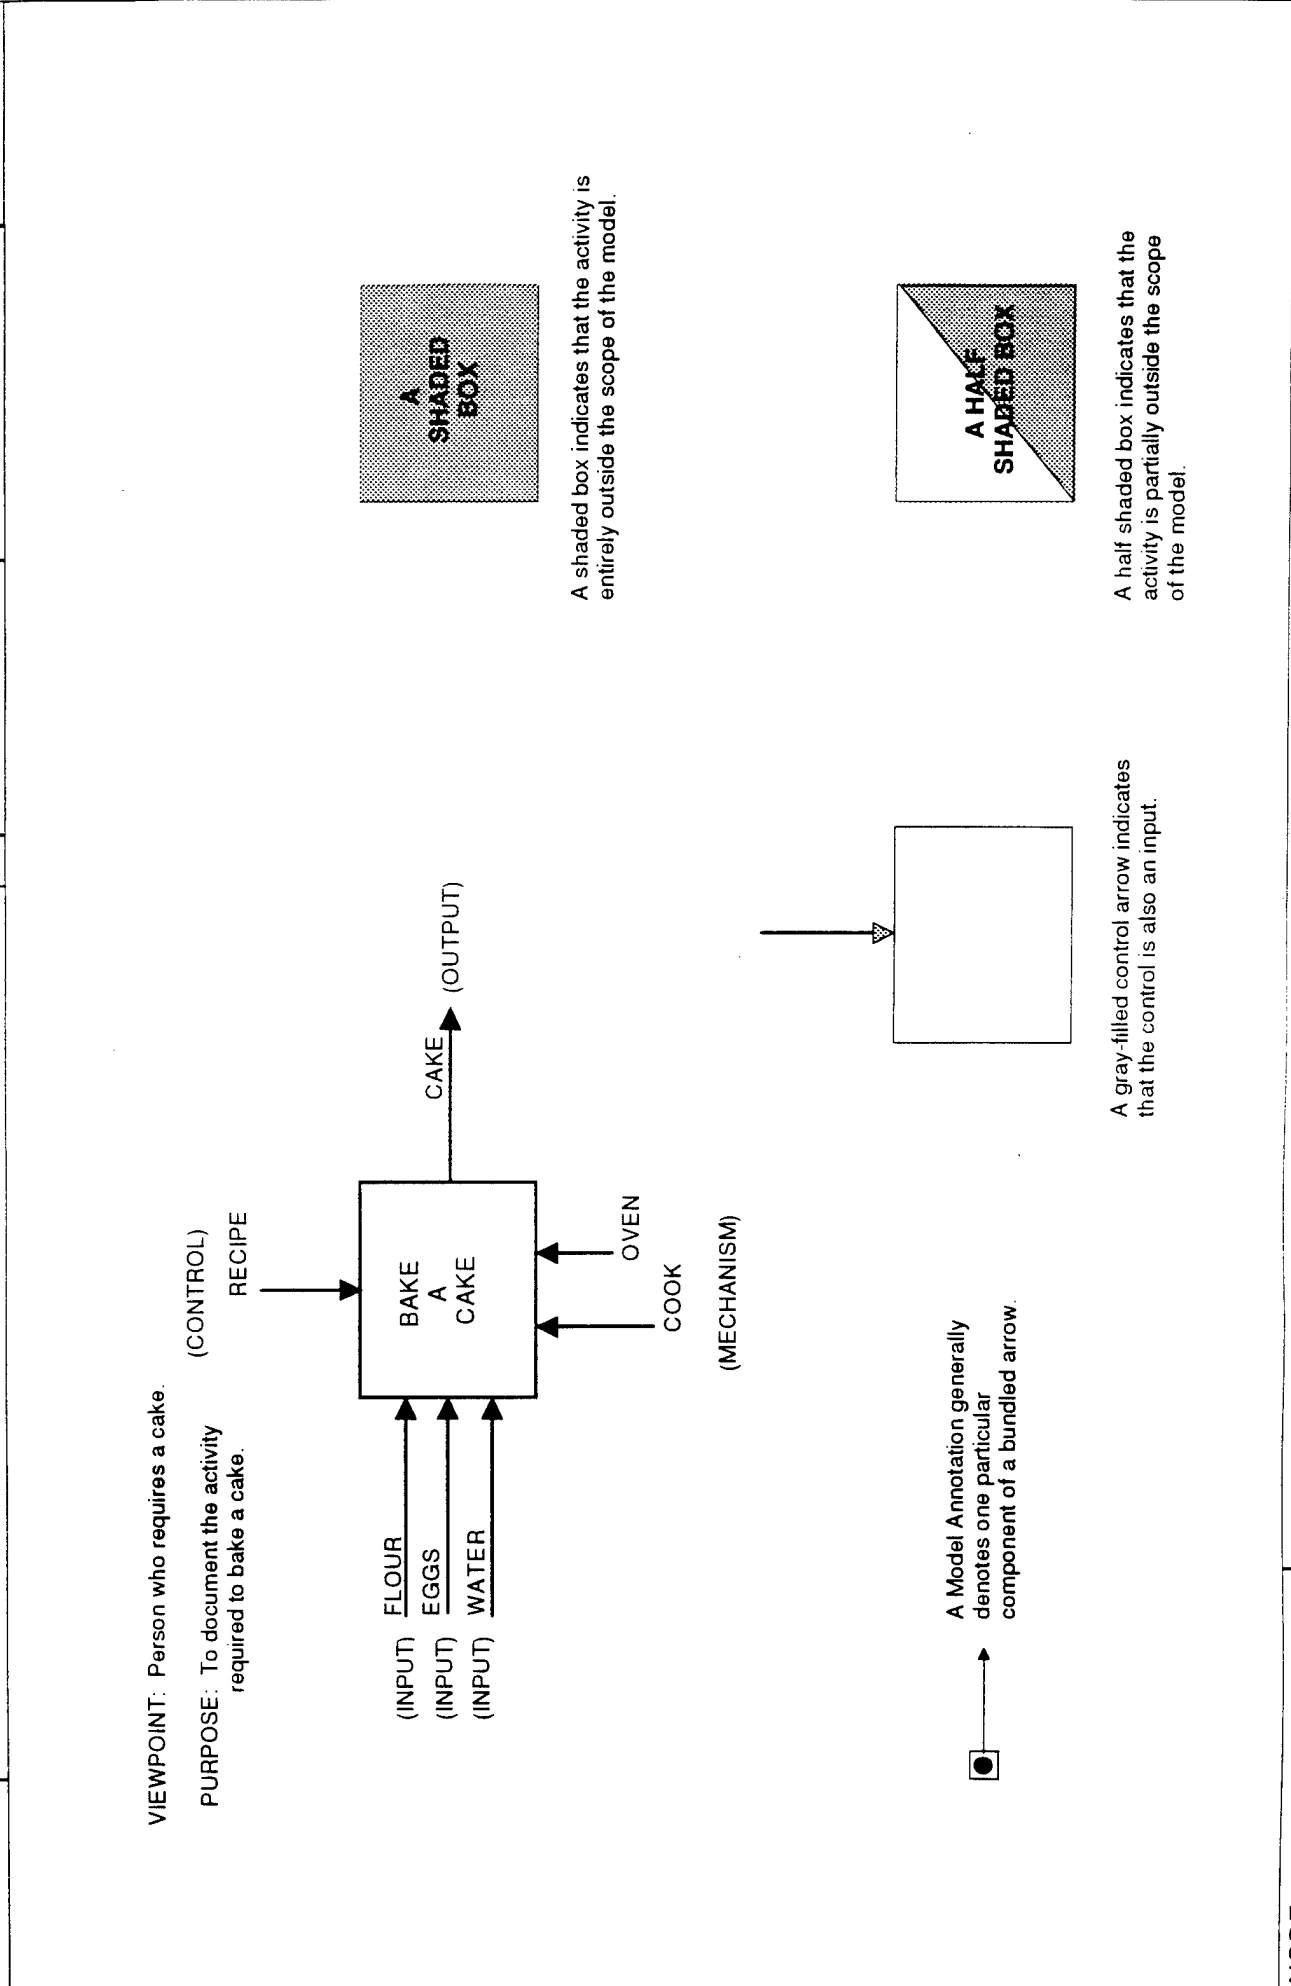 VIEWPOINT: Person who requires a cake.
PURPOSE: To document the activity
required to bake a cake.
(CONTROL)
RECIPE
(INPUT) FLOUR
(INPUT) EGGS
(INPUT) WATER
BAKE
A
CAKE
CAKE
(OUTPUT)
OVEN
COOK
(MECHANISM)
A
SHADED
BOX
A shaded box indicates that the activity is
entirely outside the scope of the model.
A Model Annotation generally
denotes one particular
component of a bundled arrow.
A gray-filled control arrow indicates
that the control is also an input.
A HALF
SHADED BOX
A half shaded box indicates that the
activity is partially outside the scope
of the model.